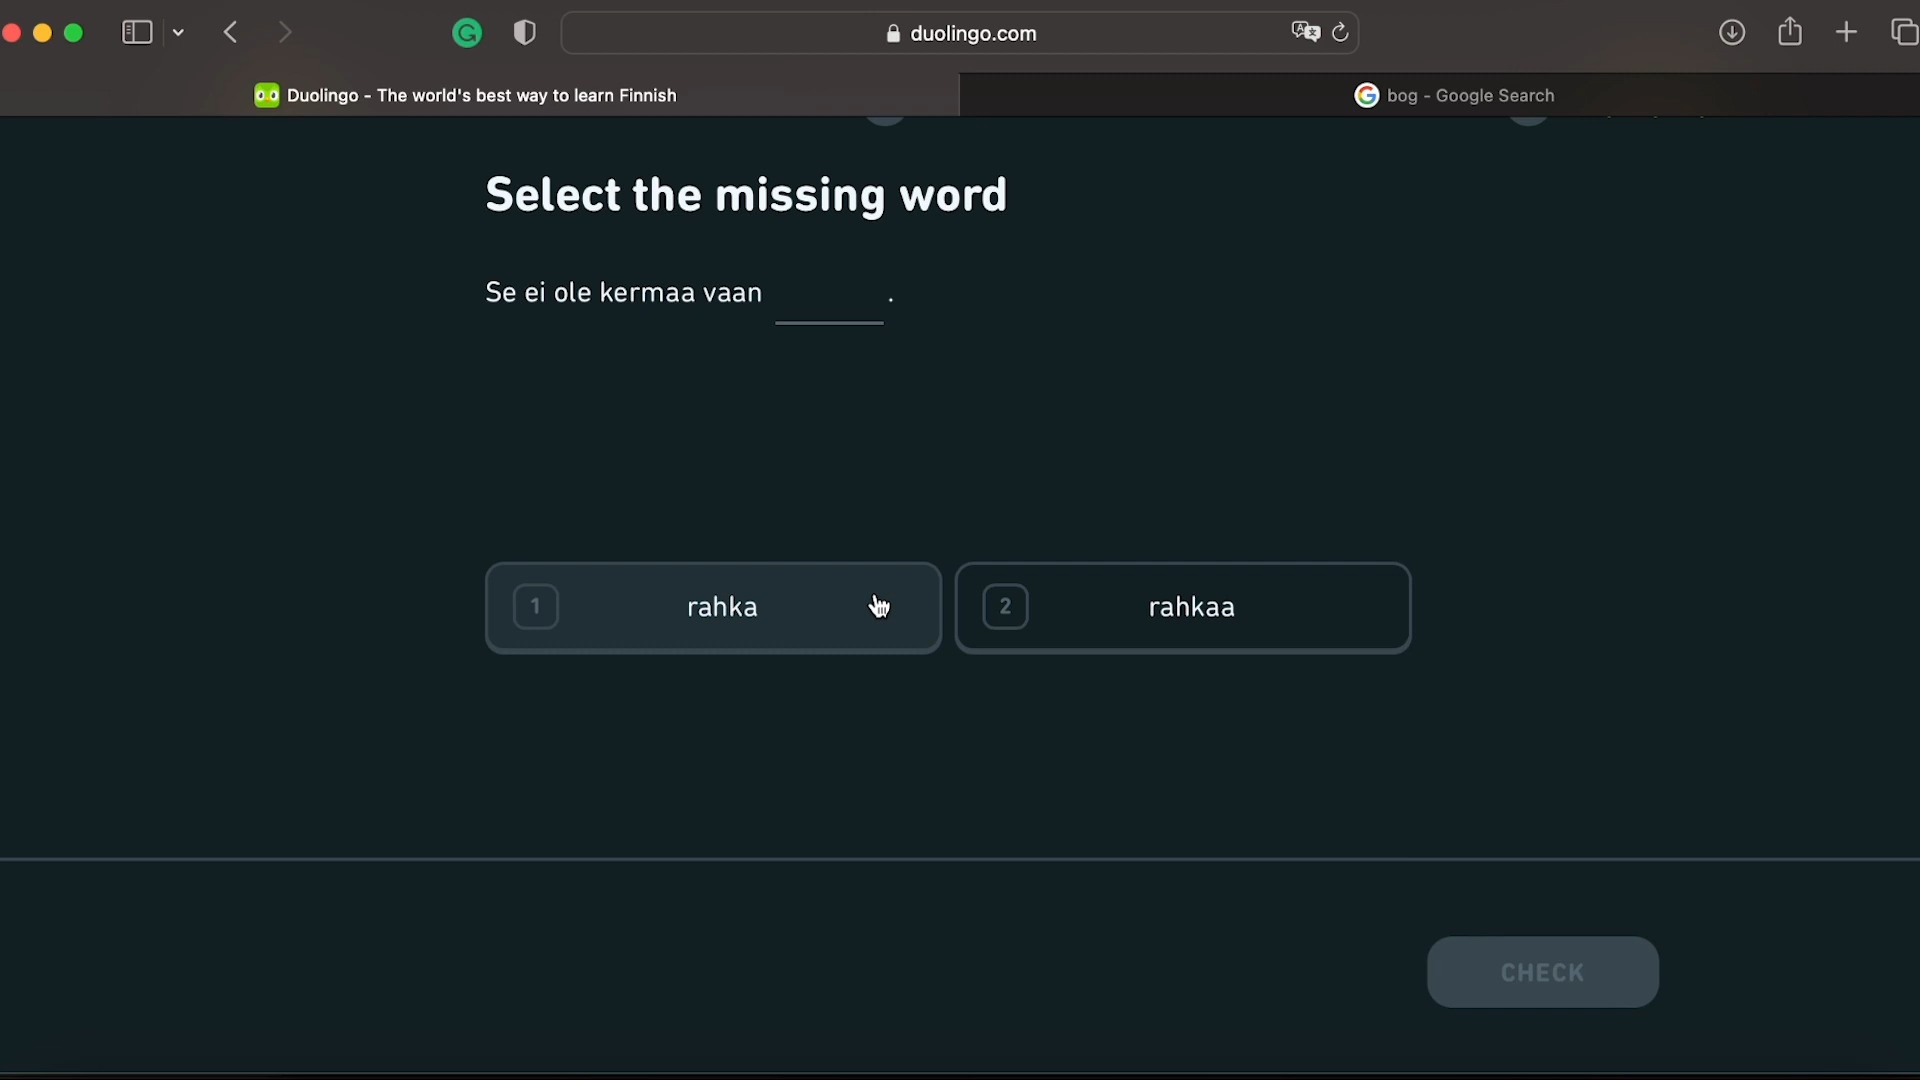 duolingo.com
Duolingo - The world's best way to learn Finnish
bog - Google Search
Select the missing word
Se ei ole kermaa vaan ______ .
1 rahka
2 rahkaa
CHECK